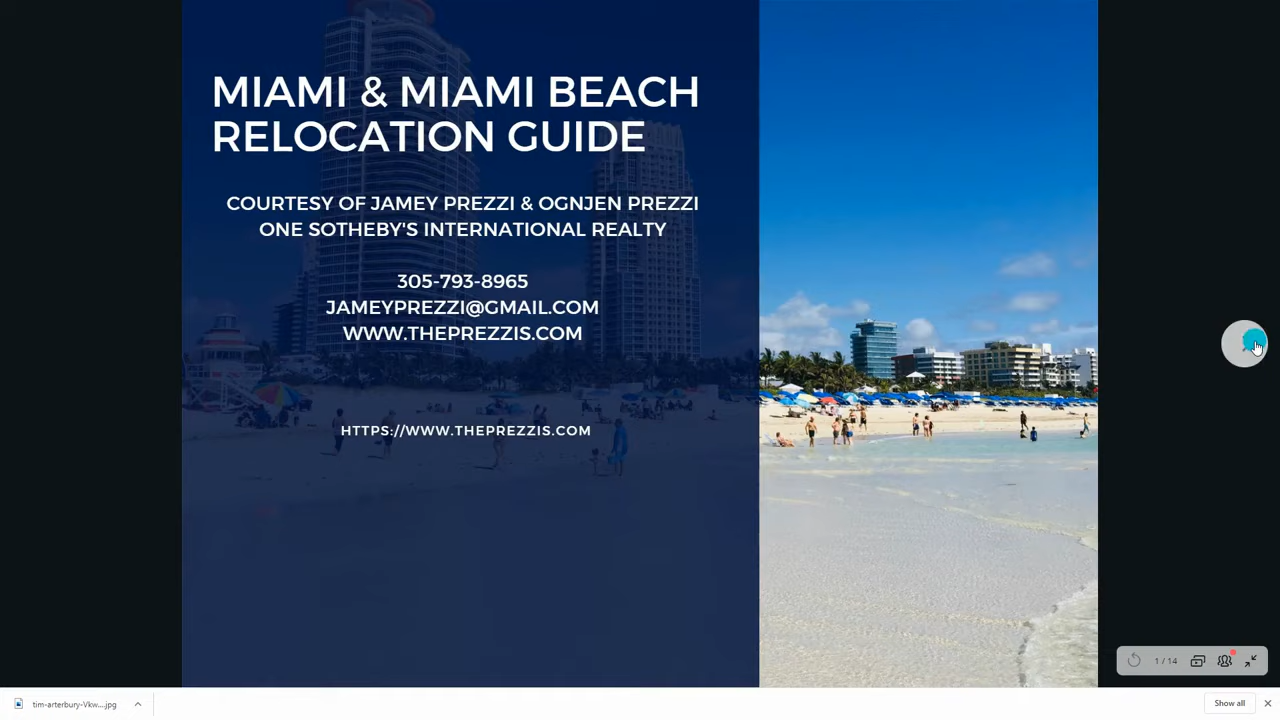 MIAMI & MIAMI BEACH
RELOCATION GUIDE
COURTESY OF JAMEY PREZZI & OGNJEN PREZZI
ONE SOTHEBY'S INTERNATIONAL REALTY
305-793-8965
JAMEYPREZZI@GMAIL.COM
WWW.THEPREZZIS.COM
HTTPS://WWW.THEPREZZIS.COM
1 / 14
tim-arterbury-Vkw....jpg
Show all